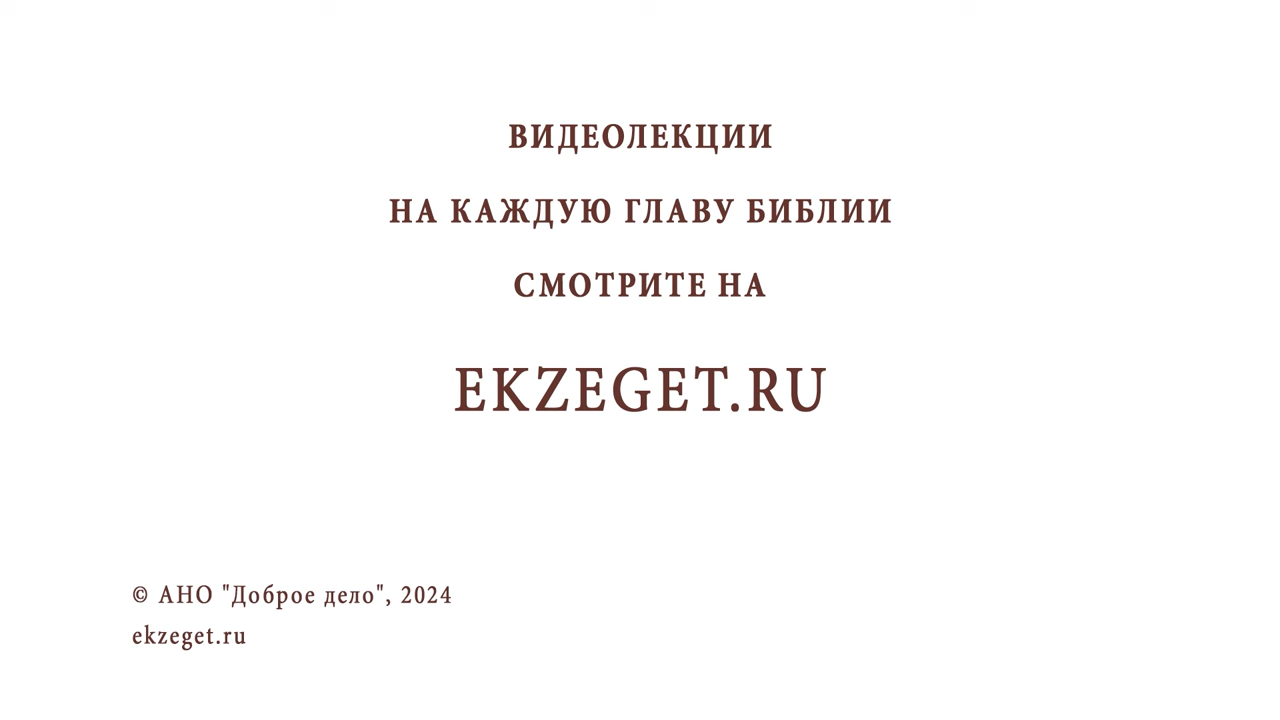 ВИДЕОЛЕКЦИИ
НА КАЖДУЮ ГЛАВУ БИБЛИИ
СМОТРИТЕ НА
EKZEGET.RU
© АНО "Доброе дело", 2024
ekzeget.ru